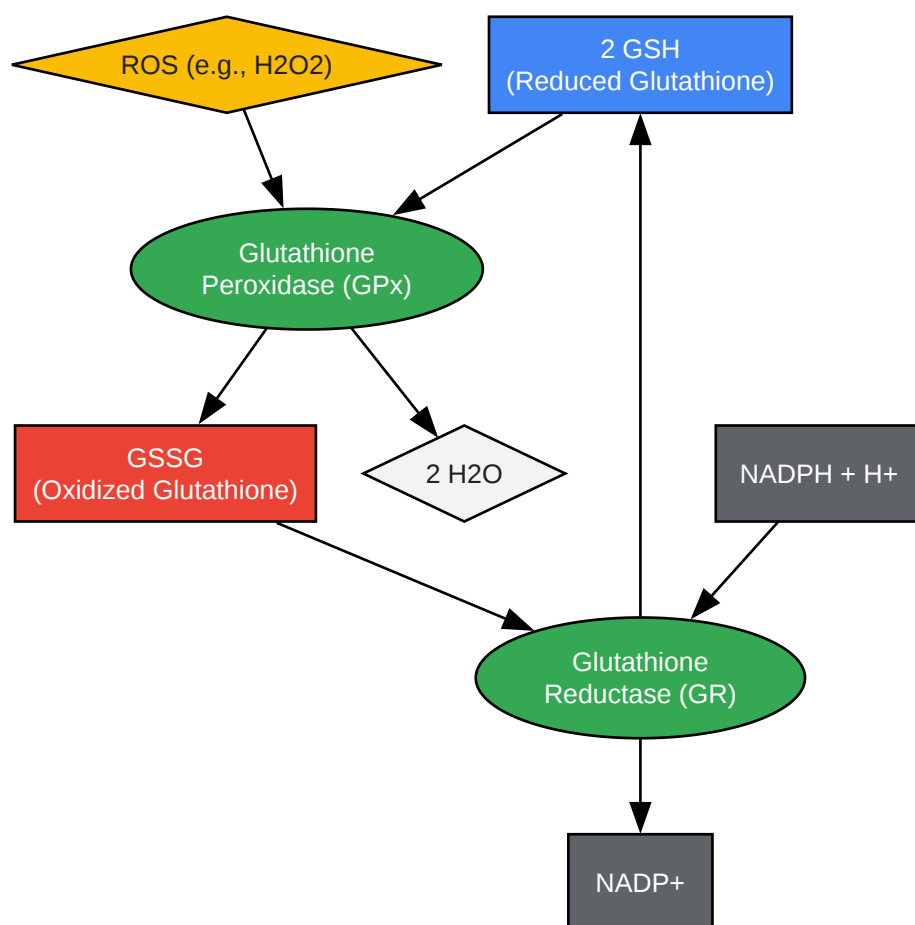 ROS (e.g., H2O2)
2 GSH
(Reduced Glutathione)
Glutathione
Peroxidase (GPx)
GSSG
(Oxidized Glutathione)
2 H2O
NADPH + H+
Glutathione
Reductase (GR)
NADP+